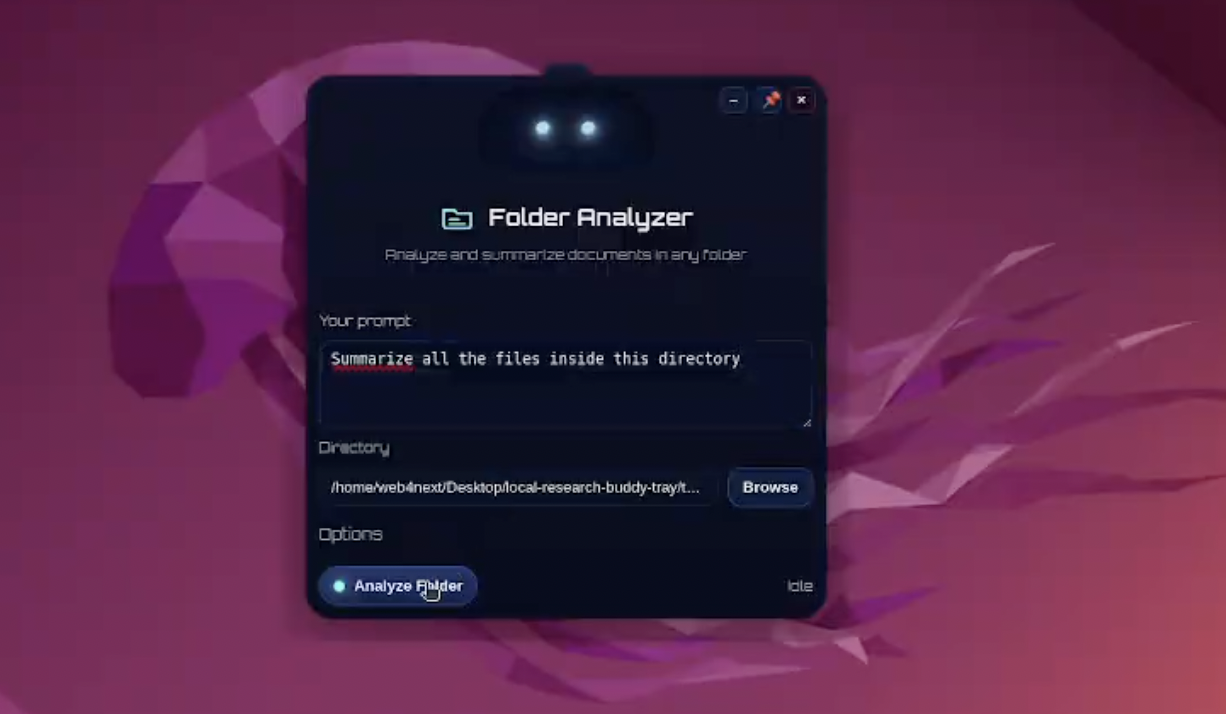 Folder Analyzer
Analyze and summarize documents in any folder
Your prompt
Summarize all the files inside this directory
Directory
/home/web4next/Desktop/local-research-buddy-tray/t...
Browse
Options
Analyze Folder
Idle